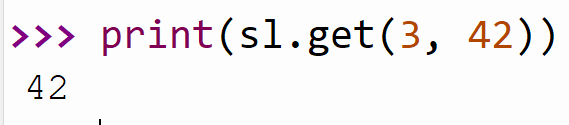 >>> print(sl.get(3, 42))
42